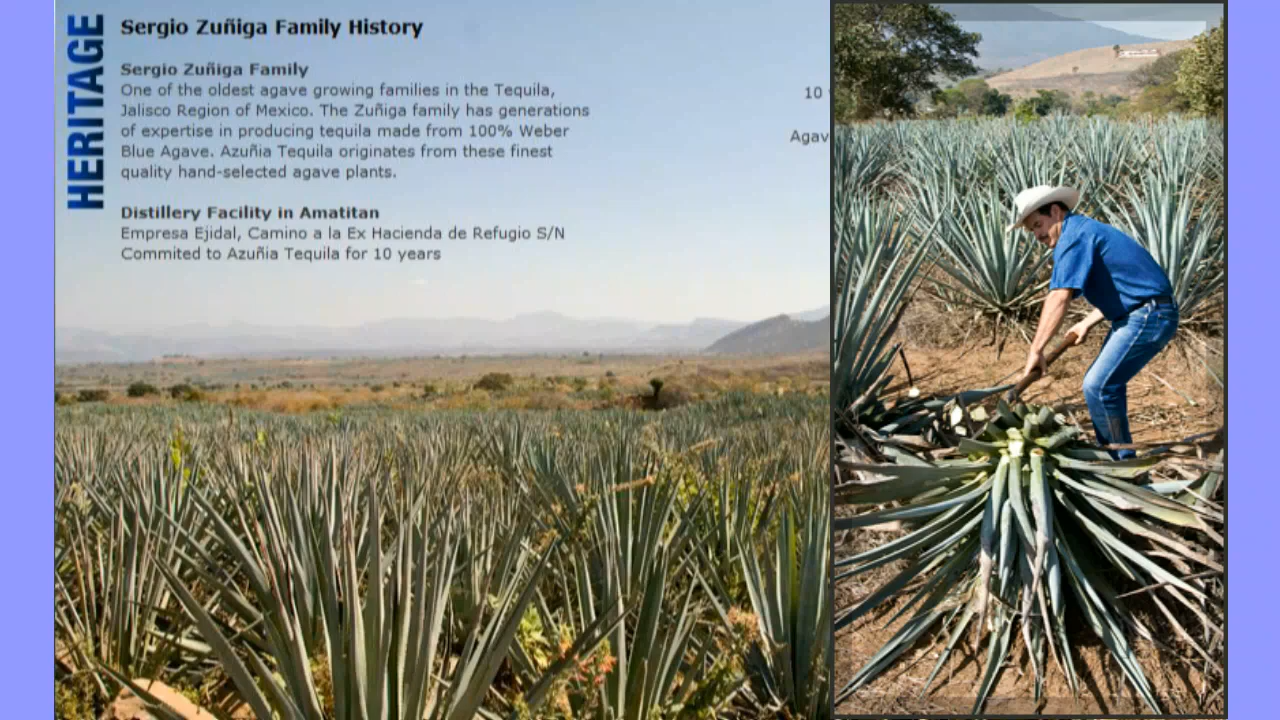 HERITAGE
Sergio Zuñiga Family History
Sergio Zuñiga Family
One of the oldest agave growing families in the Tequila,
Jalisco Region of Mexico. The Zuñiga family has generations
of expertise in producing tequila made from 100% Weber
Blue Agave. Azuñia Tequila originates from these finest
quality hand-selected agave plants.
Distillery Facility in Amatitan
Empresa Ejidal, Camino a la Ex Hacienda de Refugio S/N
Commited to Azuñia Tequila for 10 years
10
Agav